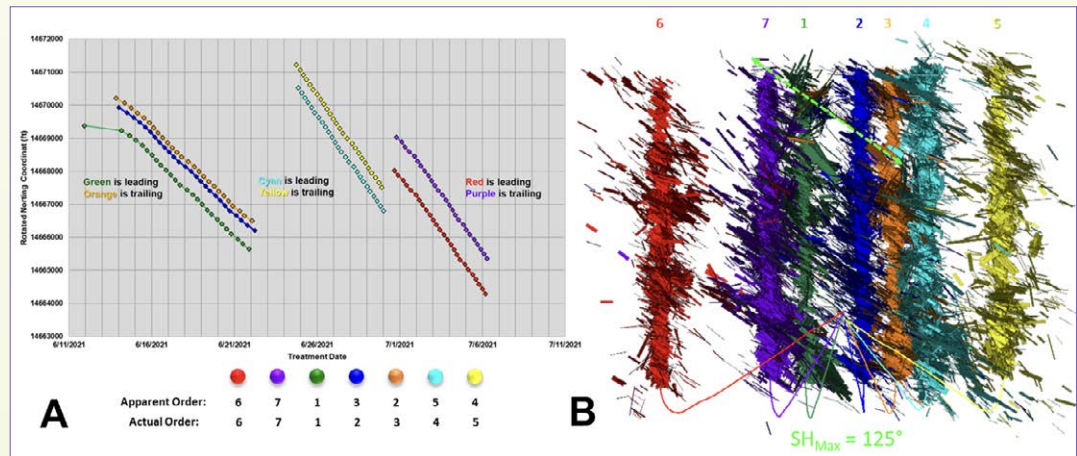 14672000
14671000
14670000
14669000
14668000
14667000
14666000
14665000
14664000
14663000
Rotated Norting Coordinat (ft)
Green is leading
Orange is trailing
Cyan is leading
Yellow is trailing
Red is leading
Purple is trailing
6/11/2021 6/16/2021 6/21/2021 6/26/2021 7/1/2021 7/6/2021 7/11/2021
Treatment Date
A
Apparent Order: 6 7 1 3 2 5 4
Actual Order: 6 7 1 2 3 4 5
6 7 1 2 3 4 5
B
SHMax = 125°